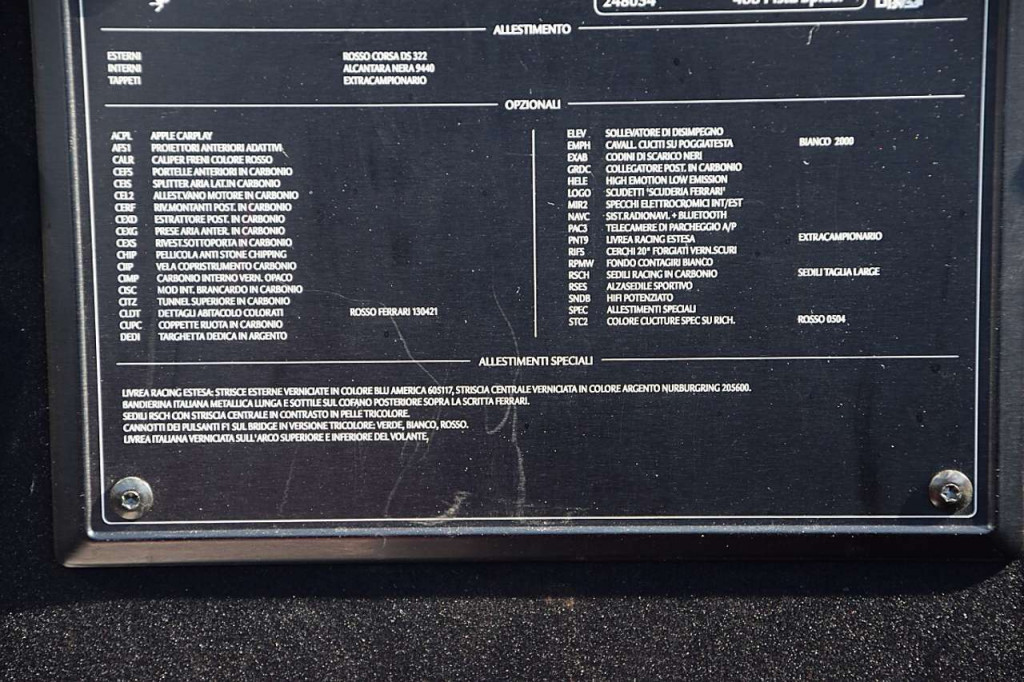 248034 488 Pista Spider
ALLESTIMENTO
ESTERNI ROSSO CORSA DS 322
INTERNI ALCANTARA NERA 9440
TAPPETI EXTRACAMPIONARIO
OPZIONALI
ACPL APPLE CARPLAY
AFS1 PROIETTORI ANTERIORI ADATTIVI
CALR CALIPER FRENI COLORE ROSSO
CEFS PORTELLE ANTERIORI IN CARBONIO
CEIS SPLITTER ARIA LAT.IN CARBONIO
CEL2 ALLEST.VANO MOTORE IN CARBONIO
CERF RIV.MONTANTI POST. IN CARBONIO
CEXD ESTRATTORE POST. IN CARBONIO
CEXG PRESE ARIA ANTER. IN CARBONIO
CEXS RIVEST.SOTTOPORTA IN CARBONIO
CHIP PELLICOLA ANTI STONE CHIPPING
CIIP VELA COPRISTRUMENTO CARBONIO
CIMP CARBONIO INTERNO VERN. OPACO
CISC MOD INT. BRANCARDO IN CARBONIO
CITZ TUNNEL SUPERIORE IN CARBONIO
CLDT DETTAGLI ABITACOLO COLORATI ROSSO FERRARI 130421
CUPC COPPETTE RUOTA IN CARBONIO
DEDI TARGHETTA DEDICA IN ARGENTO
ELEV SOLLEVATORE DI DISIMPEGNO
EMPH CAVALL. CUCITI SU POGGIATESTA BIANCO 2000
EXAB CODINI DI SCARICO NERI
GRDC COLLEGATORE POST. IN CARBONIO
HELE HIGH EMOTION LOW EMISSION
LOGO SCUDETTI 'SCUDERIA FERRARI'
MIR2 SPECCHI ELETTROCROMICI INT/EST
NAVC SIST.RADIONAVI. + BLUETOOTH
PAC3 TELECAMERE DI PARCHEGGIO A/P
PNT9 LIVREA RACING ESTESA EXTRACAMPIONARIO
RIFS CERCHI 20" FORGIATI VERN.SCURI
RPMW FONDO CONTAGIRI BIANCO
RSCH SEDILI RACING IN CARBONIO SEDILI TAGLIA LARGE
RSES ALZASEDILE SPORTIVO
SNDB HIFI POTENZIATO
SPEC ALLESTIMENTI SPECIALI
STC2 COLORE CUCITURE SPEC SU RICH. ROSSO 0504
ALLESTIMENTI SPECIALI
LIVREA RACING ESTESA: STRISCE ESTERNE VERNICIATE IN COLORE BLU AMERICA 605117, STRISCIA CENTRALE VERNICIATA IN COLORE ARGENTO NURBURGRING 205600.
BANDIERINA ITALIANA METALLICA LUNGA E SOTTILE SUL COFANO POSTERIORE SOPRA LA SCRITTA FERRARI.
SEDILI RSCH CON STRISCIA CENTRALE IN CONTRASTO IN PELLE TRICOLORE.
CANNOTTI DEI PULSANTI F1 SUL BRIDGE IN VERSIONE TRICOLORE: VERDE, BIANCO, ROSSO.
LIVREA ITALIANA VERNICIATA SULL'ARCO SUPERIORE E INFERIORE DEL VOLANTE,